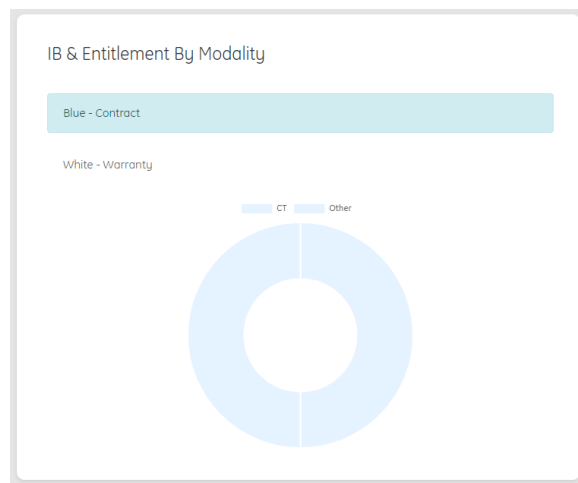 IB & Entitlement By Modality
Blue - Contract
White - Warranty
CT Other